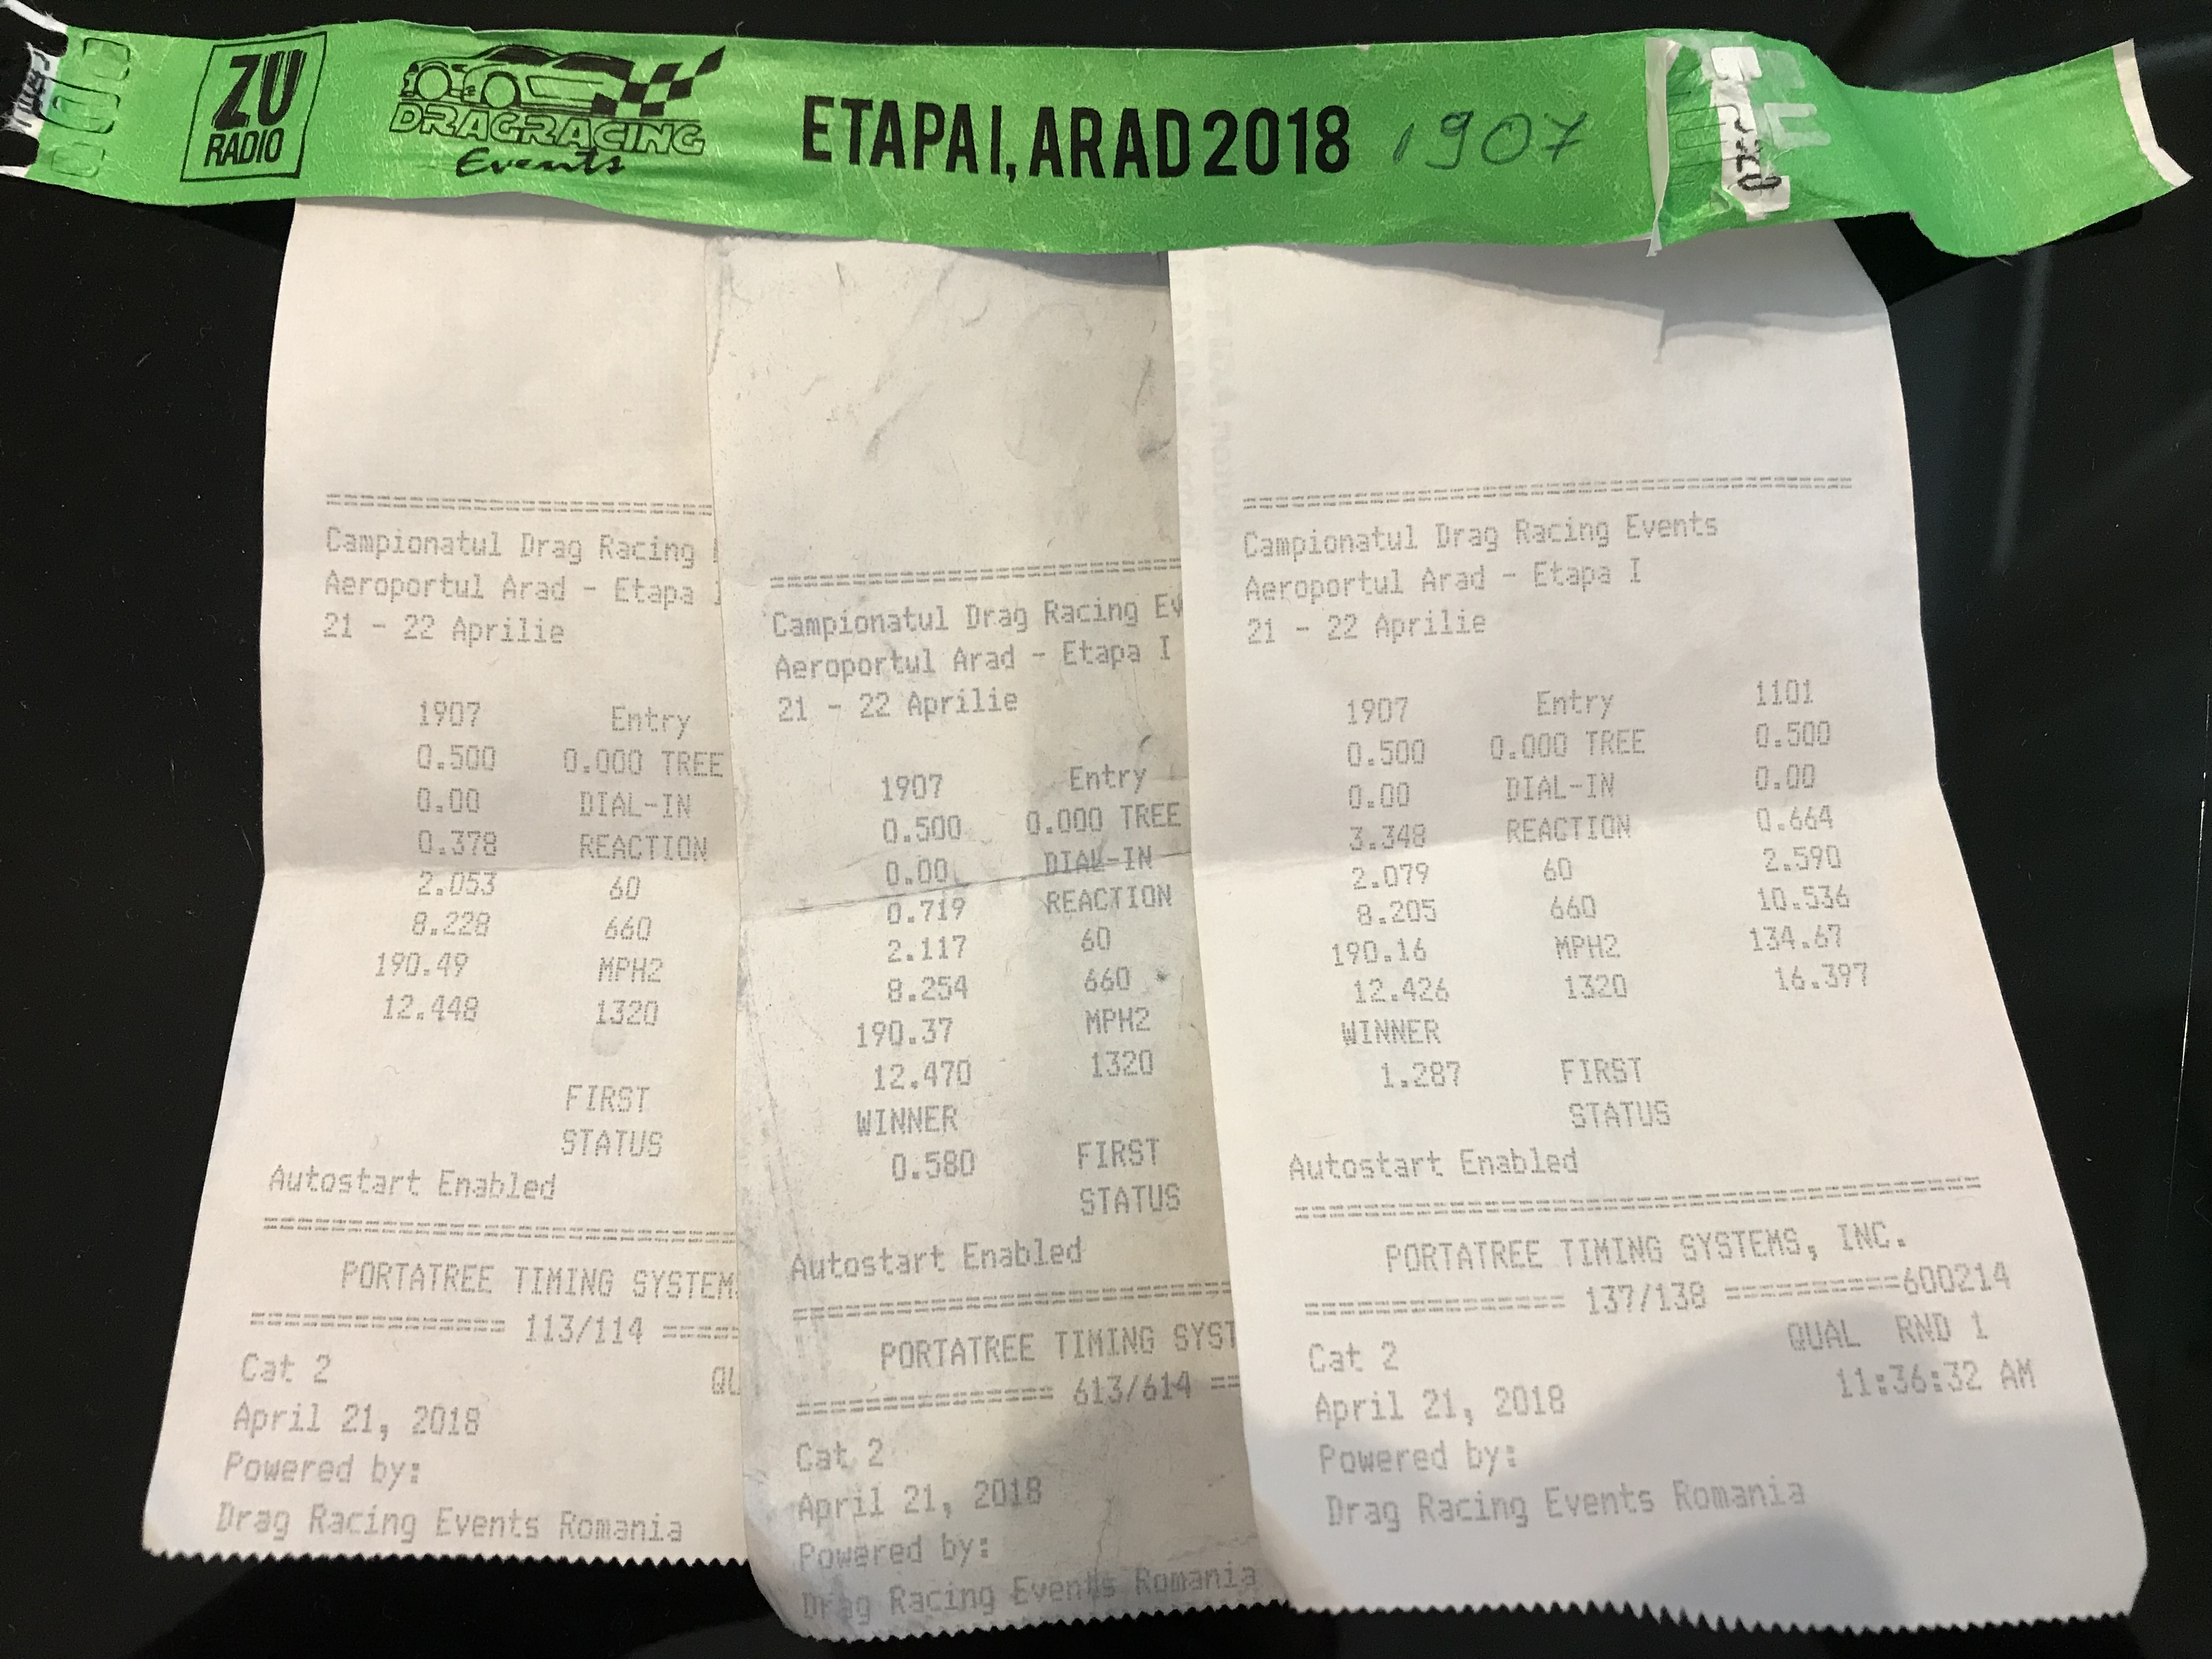 ZU
RADIO
DRAGRACING
Events
ETAPA I, ARAD 2018 1907
Campionatul Drag Racing
Aeroportul Arad - Etapa
21 - 22 Aprilie
1907 Entry
0.500 0.000 TREE
0.00 DIAL-IN
0.378 REACTION
2.053 60
8.228 660
190.49 MPH2
12.448 1320
FIRST
STATUS
Autostart Enabled
PORTATREE TIMING SYSTEM
========== 113/114 ====
Cat 2
QU
April 21, 2018
Powered by:
Drag Racing Events Romania
Campionatul Drag Racing Ev
Aeroportul Arad - Etapa I
21 - 22 Aprilie
1907 Entry
0.500 0.000 TREE
0.00 DIAL-IN
0.719 REACTION
2.117 60
8.254 660
190.37 MPH2
12.470 1320
WINNER
0.580 FIRST
STATUS
Autostart Enabled
PORTATREE TIMING SYST
========== 613/614 ==
Cat 2
April 21, 2018
Powered by:
Drag Racing Events Romania
Campionatul Drag Racing Events
Aeroportul Arad - Etapa I
21 - 22 Aprilie
1907 Entry 1101
0.500 0.000 TREE 0.500
0.00 DIAL-IN 0.00
3.348 REACTION 0.664
2.079 60 2.590
8.205 660 10.536
190.16 MPH2 134.67
12.426 1320 16.397
WINNER
1.287 FIRST
STATUS
Autostart Enabled
PORTATREE TIMING SYSTEMS, INC.
========== 137/138 =======600214
Cat 2 QUAL RND 1
April 21, 2018 11:36:32 AM
Powered by:
Drag Racing Events Romania